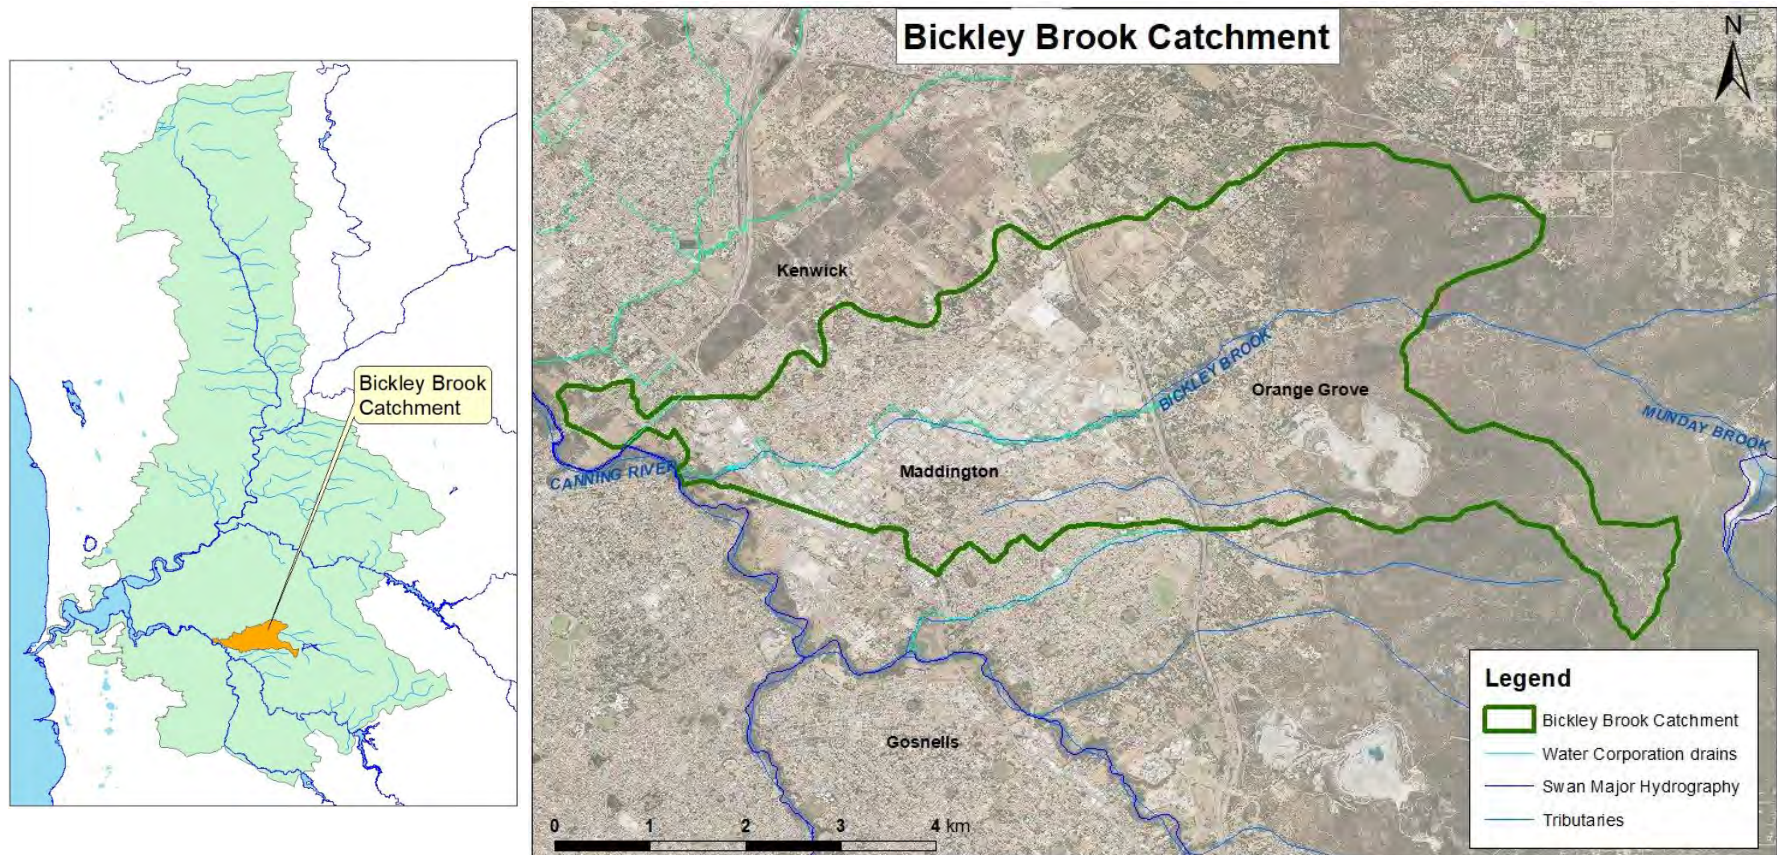 Bickley Brook Catchment
N
Bickley Brook
Catchment
Kenwick
BICKLEY BROOK
Orange Grove
MUNDAY BROOK
Maddington
CANNING RIVER
Gosnells
Legend
Bickley Brook Catchment
Water Corporation drains
Swan Major Hydrography
Tributaries
0 1 2 3 4 km